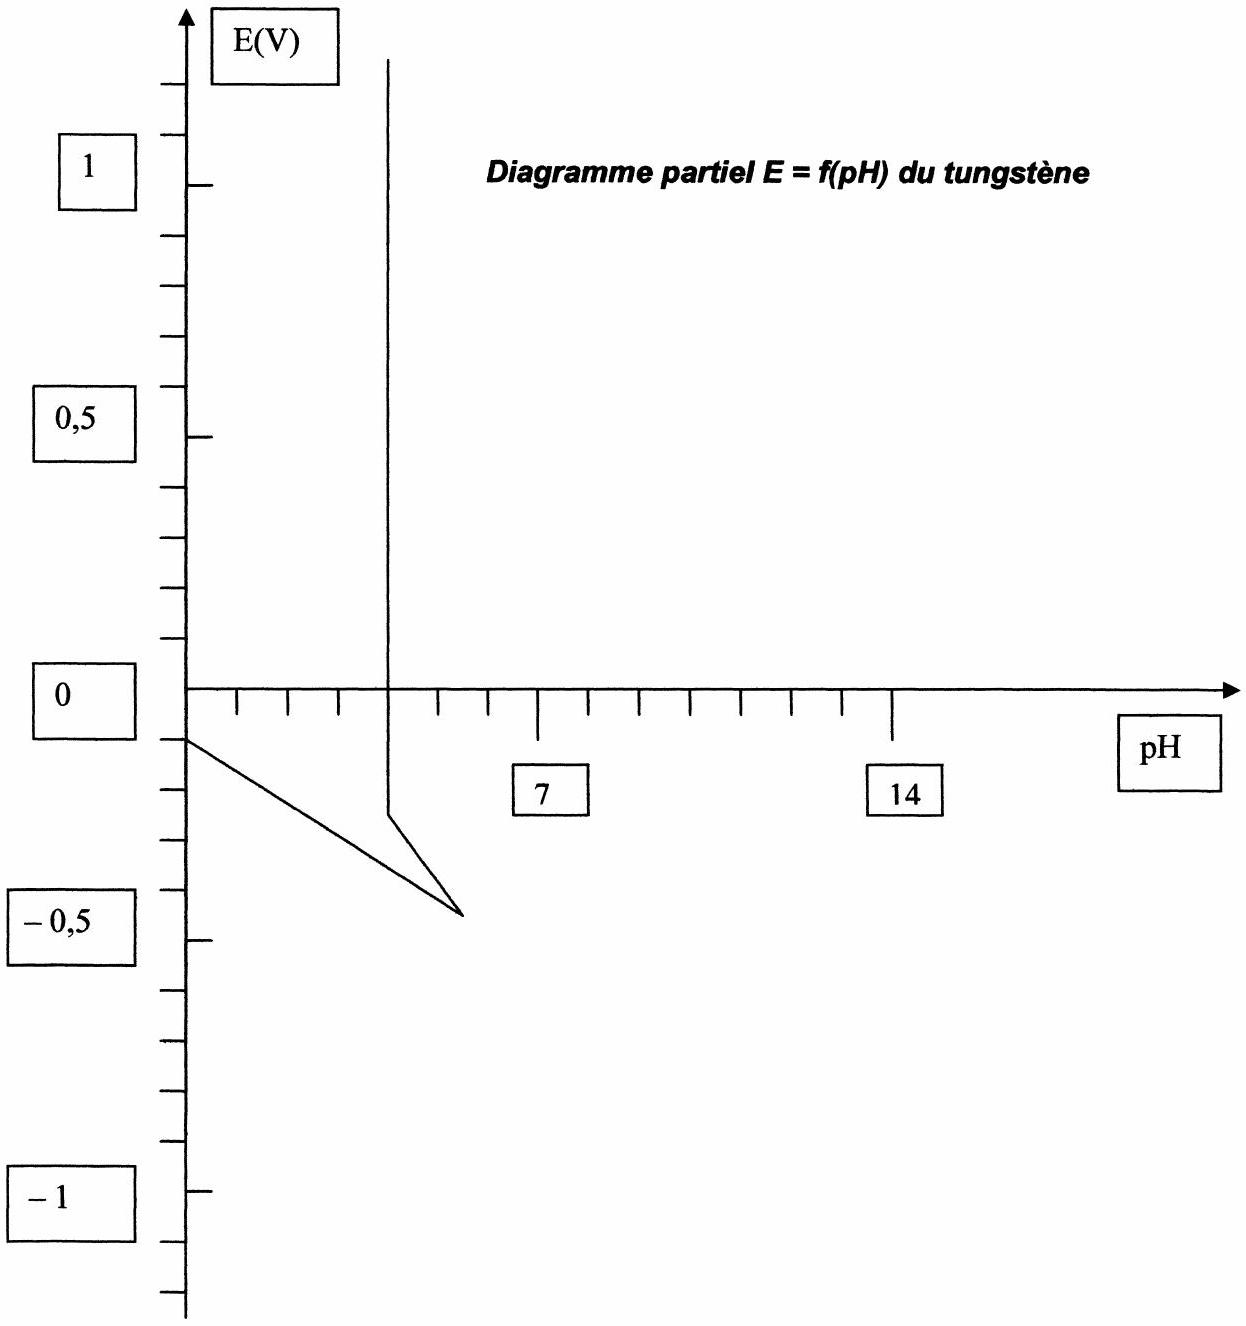 E(V)
1
Diagramme partiel E = f(pH) du tungstène
0,5
0
pH
7
14
– 0,5
– 1